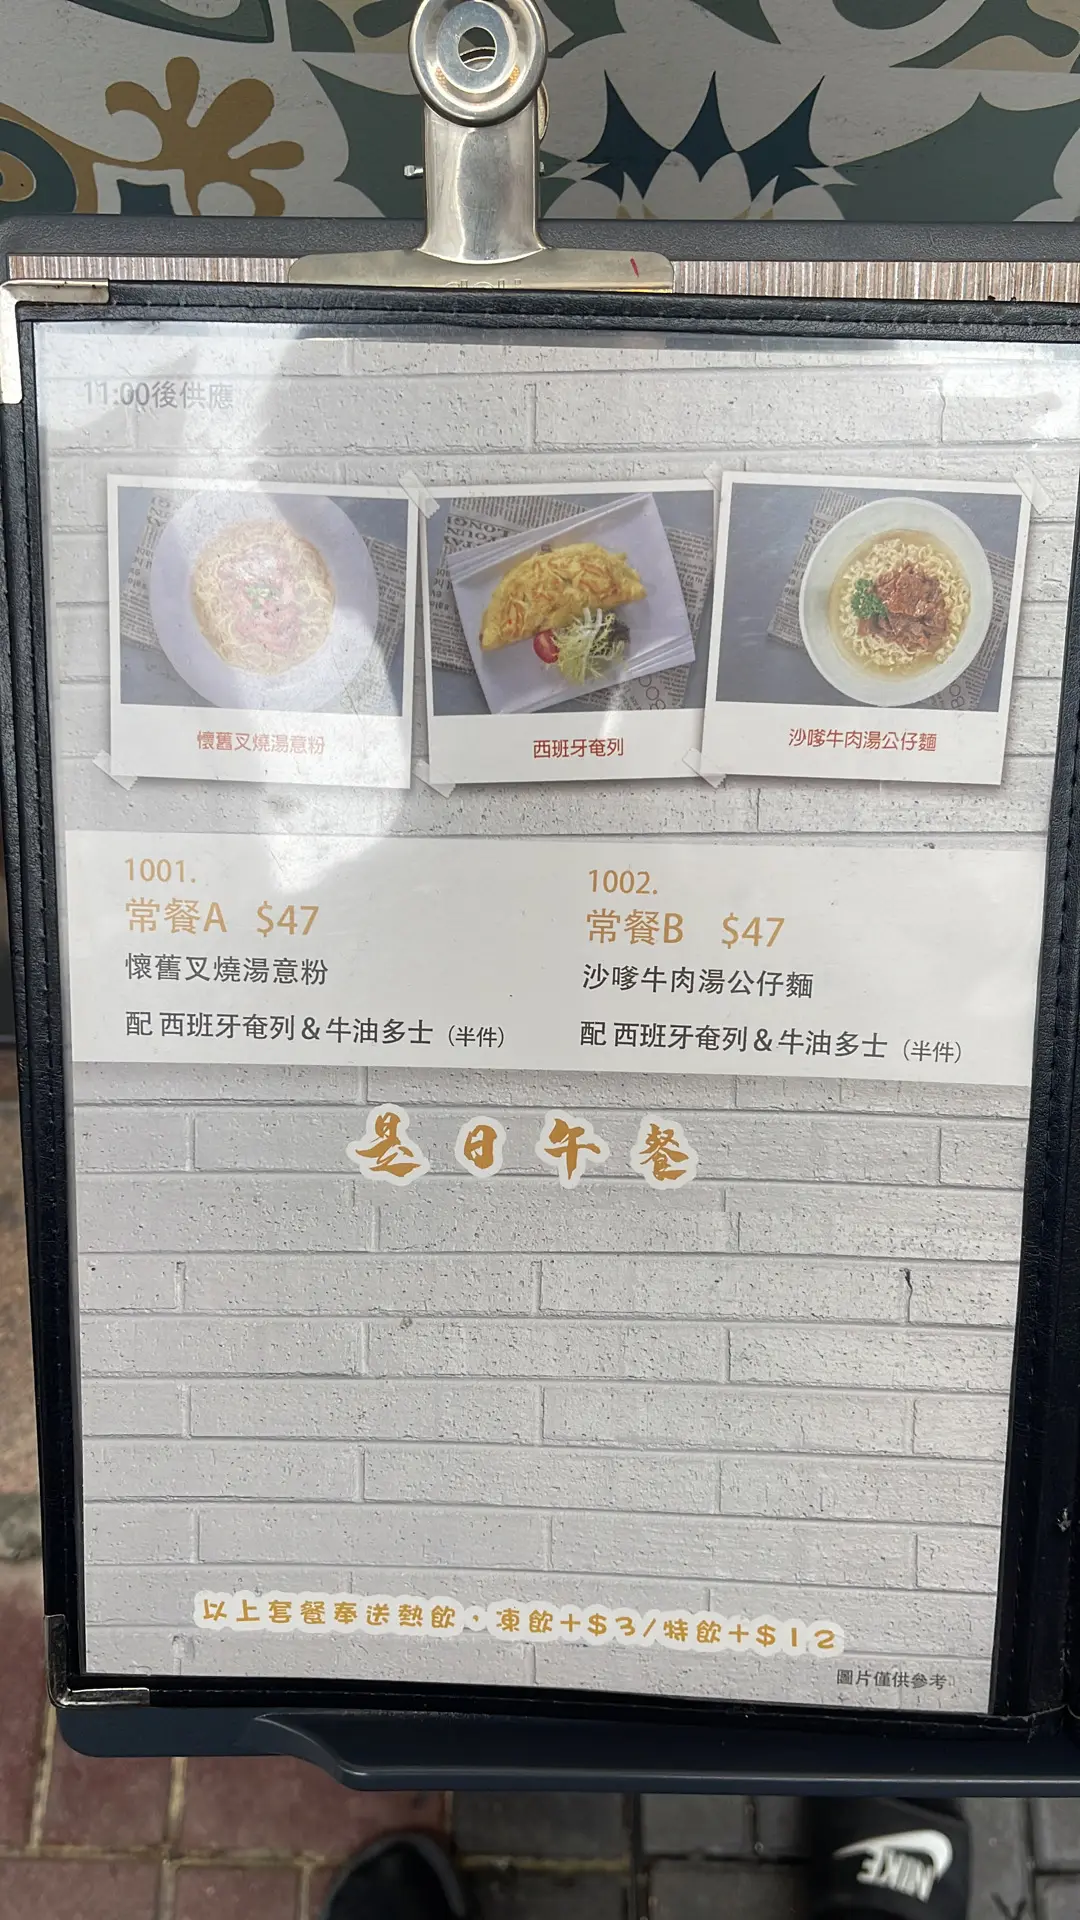 11:00後供應
懷舊叉燒湯意粉
西班牙奄列
沙嗲牛肉湯公仔麵
1001.
常餐A $47
懷舊叉燒湯意粉
配 西班牙奄列&牛油多士（半件）
1002.
常餐B $47
沙嗲牛肉湯公仔麵
配 西班牙奄列&牛油多士（半件）
是日午餐
以上套餐奉送熱飲，凍飲+$3/特飲+$12
圖片僅供參考
NIKE